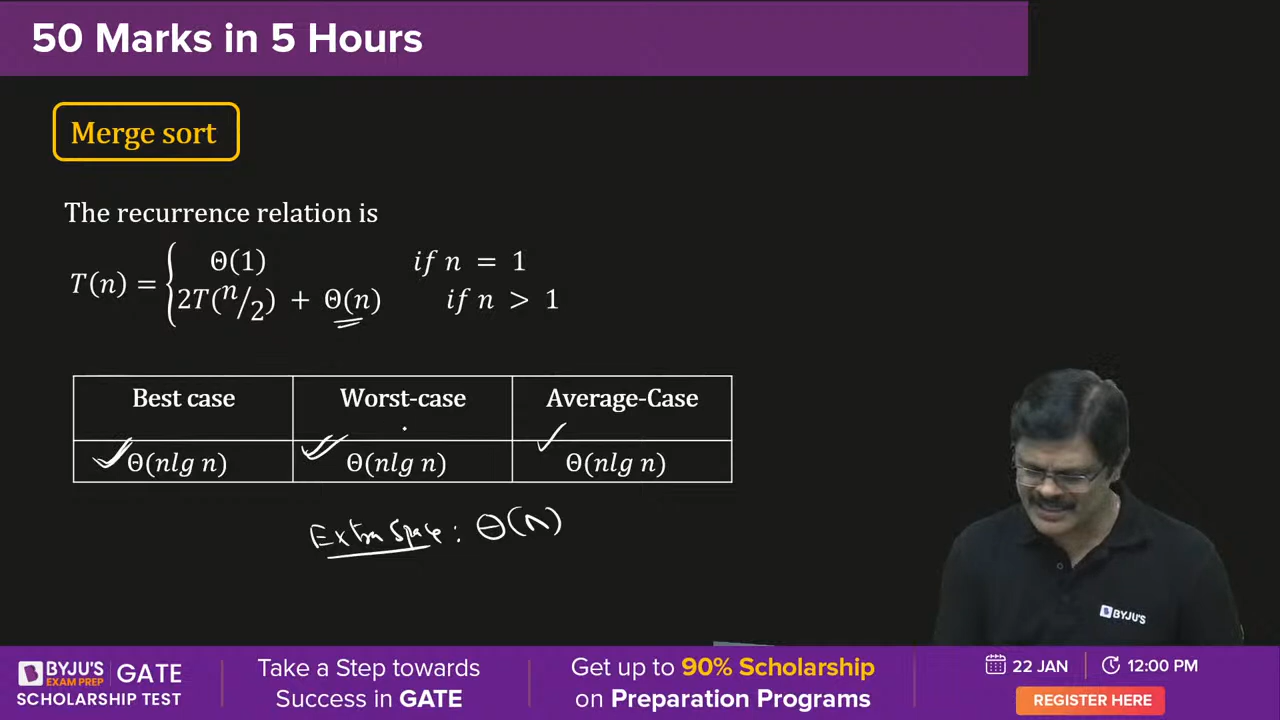 50 Marks in 5 Hours
Merge sort
The recurrence relation is
T(n) = { Θ(1) if n = 1
2T(n/2) + Θ(n) if n > 1
Best case Worst-case Average-Case
Θ(nlg n) Θ(nlg n) Θ(nlg n)
Extra Space : Θ(n)
BYJU'S
BYJU'S EXAM PREP GATE
SCHOLARSHIP TEST
Take a Step towards
Success in GATE
Get up to 90% Scholarship
on Preparation Programs
22 JAN 12:00 PM
REGISTER HERE